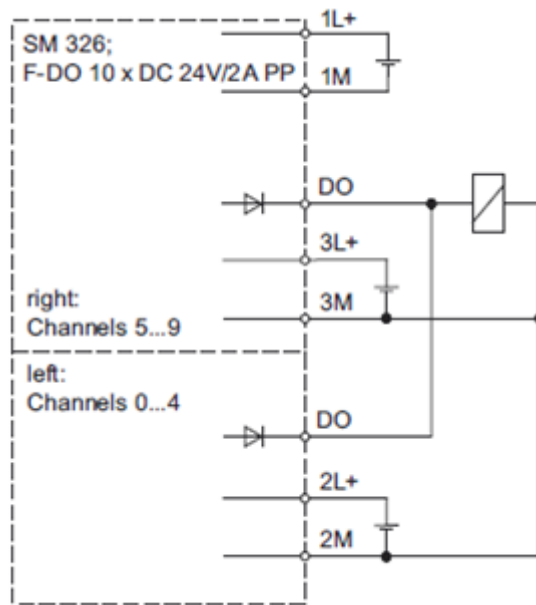 SM 326;
F-DO 10 x DC 24V/2A PP
1L+
1M
DO
3L+
3M
right:
Channels 5...9
left:
Channels 0...4
DO
2L+
2M